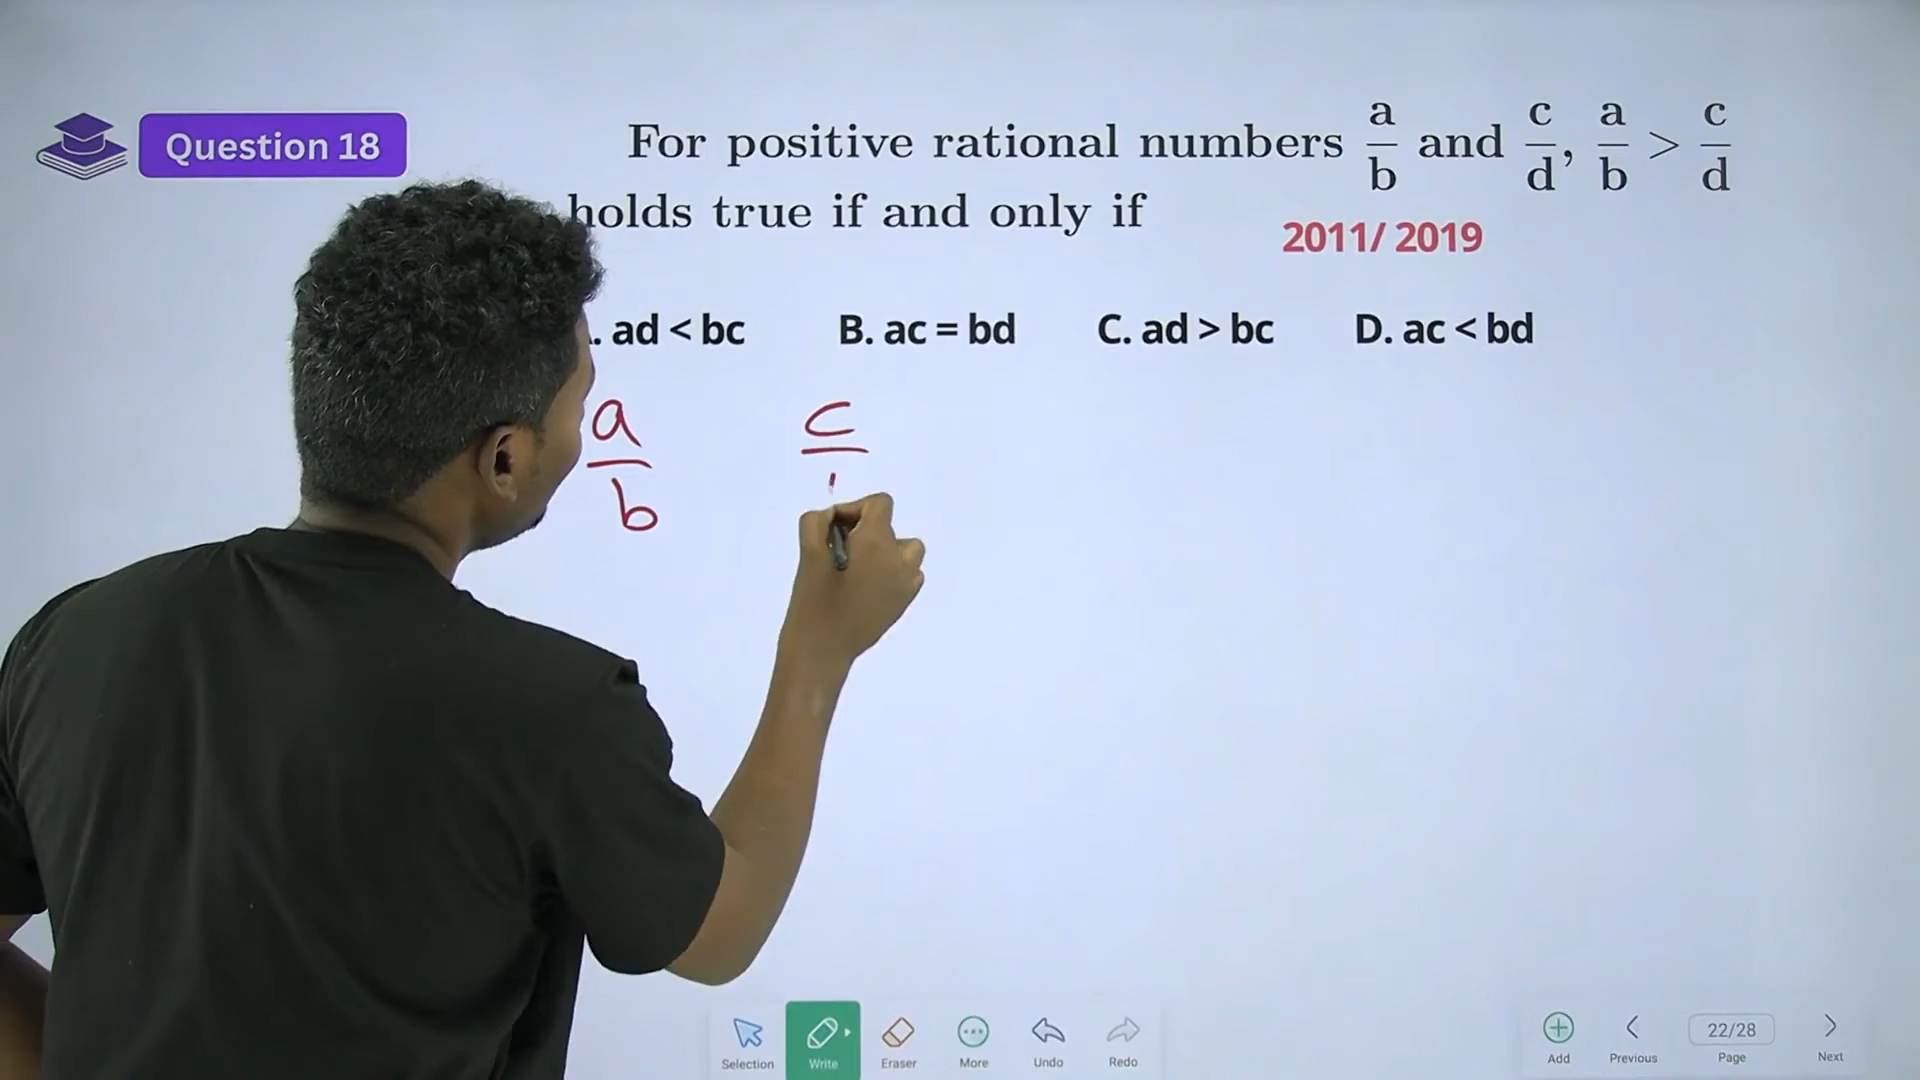 Question 18
For positive rational numbers a/b and c/d, a/b > c/d
holds true if and only if
2011/ 2019
. ad < bc B. ac = bd C. ad > bc D. ac < bd
a/b c
Selection Write Eraser More Undo Redo
Add Previous 22/28 Page Next